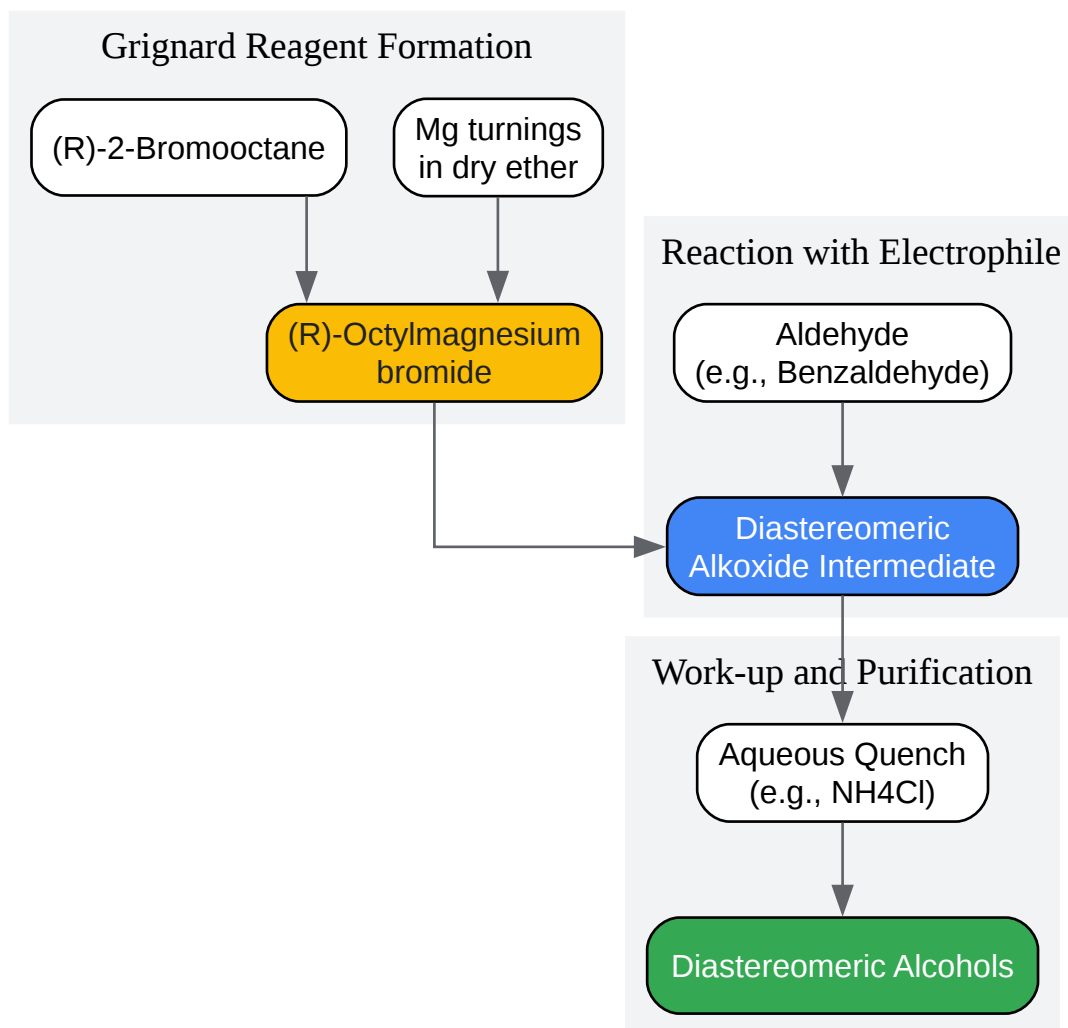 Grignard Reagent Formation
(R)-2-Bromooctane
Mg turnings
in dry ether
(R)-Octylmagnesium
bromide
Reaction with Electrophile
Aldehyde
(e.g., Benzaldehyde)
Diastereomeric
Alkoxide Intermediate
Work-up and Purification
Aqueous Quench
(e.g., NH4Cl)
Diastereomeric Alcohols